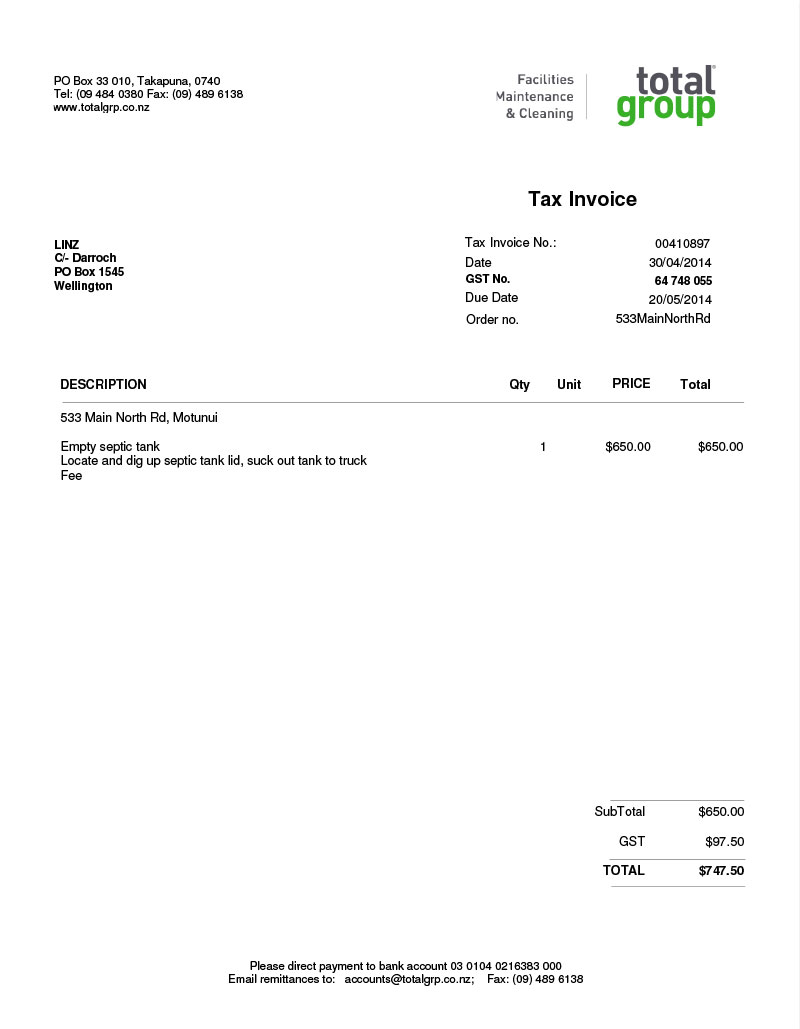 PO Box 33 010, Takapuna, 0740
Tel: (09 484 0380 Fax: (09) 489 6138
www.totalgrp.co.nz
Facilities
Maintenance
& Cleaning
total
group
Tax Invoice
LINZ
C/- Darroch
PO Box 1545
Wellington
Tax Invoice No.: 00410897
Date 30/04/2014
GST No. 64 748 055
Due Date 20/05/2014
Order no. 533MainNorthRd
DESCRIPTION Qty Unit PRICE Total
533 Main North Rd, Motunui
Empty septic tank 1 $650.00 $650.00
Locate and dig up septic tank lid, suck out tank to truck
Fee
SubTotal $650.00
GST $97.50
TOTAL $747.50
Please direct payment to bank account 03 0104 0216383 000
Email remittances to: accounts@totalgrp.co.nz; Fax: (09) 489 6138